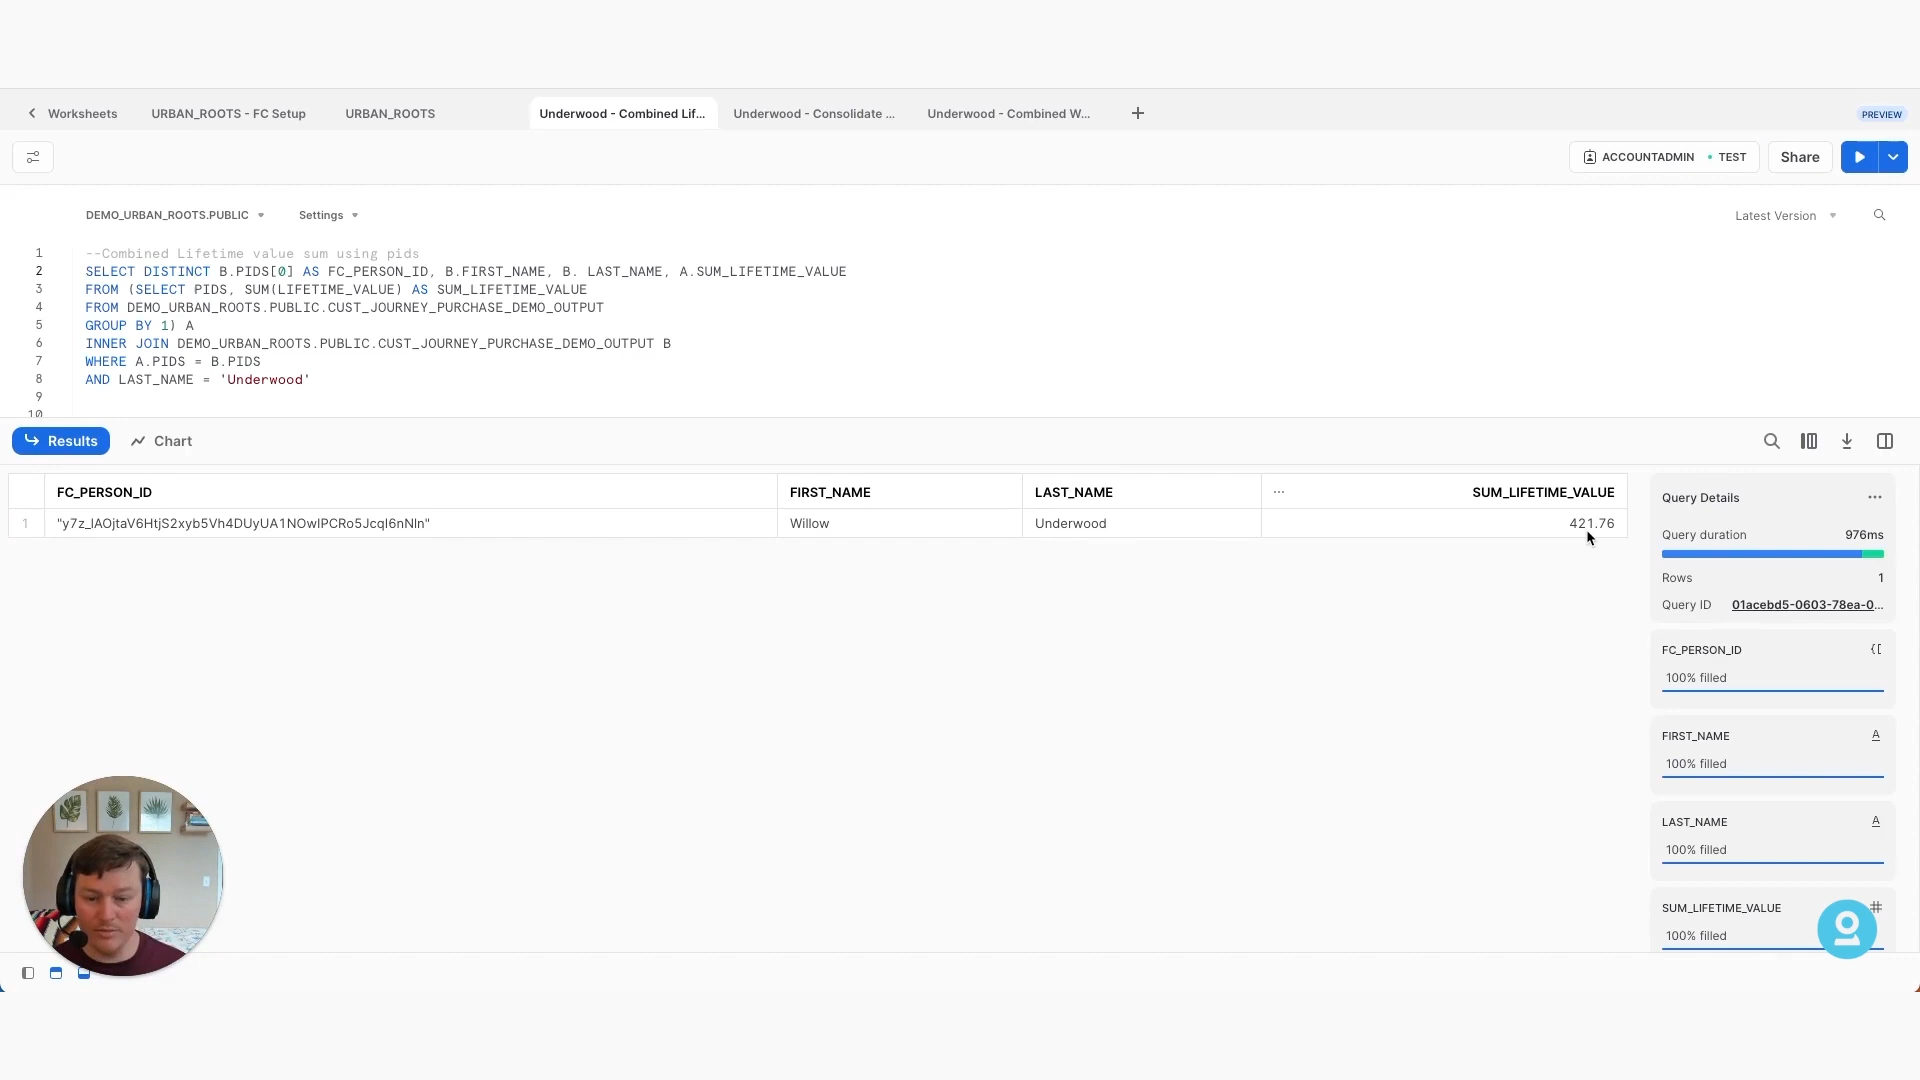 Worksheets
URBAN_ROOTS - FC Setup
URBAN_ROOTS
Underwood - Combined Lif...
Underwood - Consolidate ...
Underwood - Combined W...
PREVIEW
ACCOUNTADMIN • TEST
Share
DEMO_URBAN_ROOTS.PUBLIC
Settings
Latest Version
1 --Combined Lifetime value sum using pids
2 SELECT DISTINCT B.PIDS[0] AS FC_PERSON_ID, B.FIRST_NAME, B. LAST_NAME, A.SUM_LIFETIME_VALUE
3 FROM (SELECT PIDS, SUM(LIFETIME_VALUE) AS SUM_LIFETIME_VALUE
4 FROM DEMO_URBAN_ROOTS.PUBLIC.CUST_JOURNEY_PURCHASE_DEMO_OUTPUT
5 GROUP BY 1) A
6 INNER JOIN DEMO_URBAN_ROOTS.PUBLIC.CUST_JOURNEY_PURCHASE_DEMO_OUTPUT B
7 WHERE A.PIDS = B.PIDS
8 AND LAST_NAME = 'Underwood'
9
10
Results
Chart
FC_PERSON_ID FIRST_NAME LAST_NAME ... SUM_LIFETIME_VALUE
1 Willow Underwood 421.76
Query Details
...
Query duration 976ms
Rows 1
Query ID 01acebd5-0603-78ea-0...
FC_PERSON_ID
100% filled
FIRST_NAME
100% filled
LAST_NAME
100% filled
SUM_LIFETIME_VALUE
100% filled